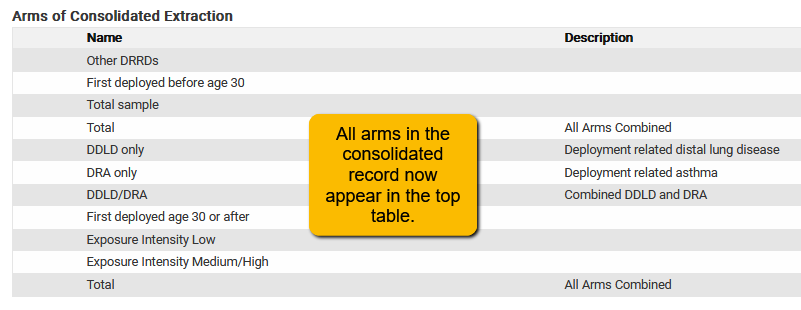 Arms of Consolidated Extraction
Name Description
Other DRRDs
First deployed before age 30
Total sample
Total All Arms Combined
DDLD only Deployment related distal lung disease
DRA only Deployment related asthma
DDLD/DRA Combined DDLD and DRA
First deployed age 30 or after
Exposure Intensity Low
Exposure Intensity Medium/High
Total All Arms Combined
All arms in the
consolidated
record now
appear in the top
table.